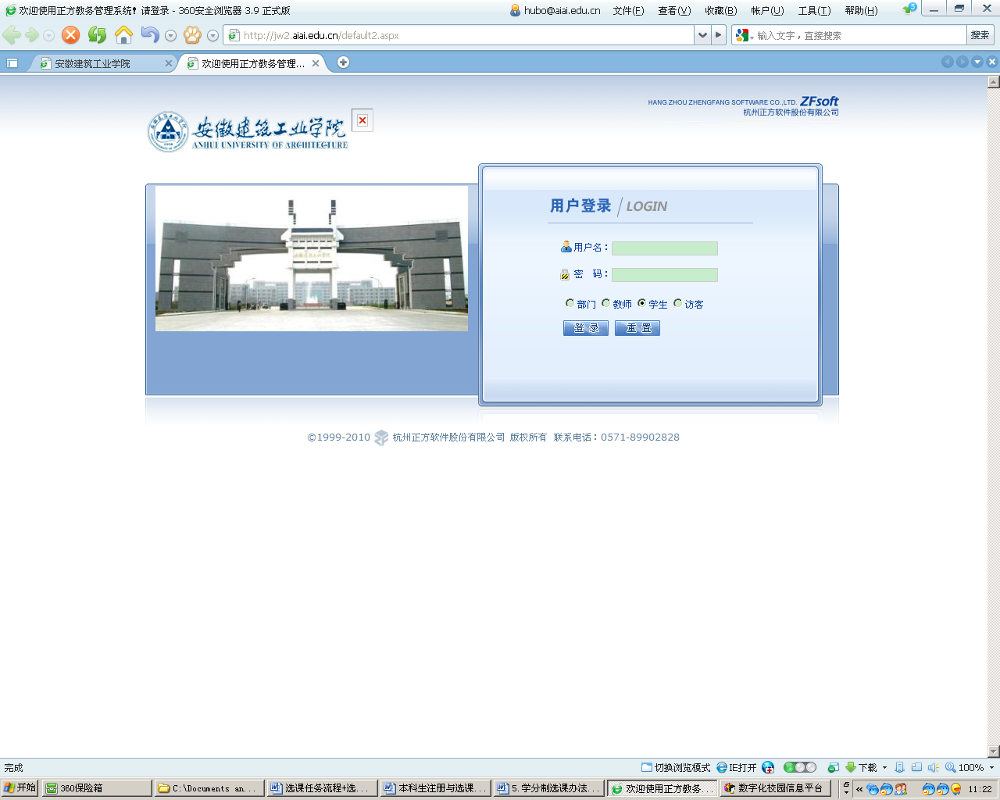 欢迎使用正方教务管理系统！请登录 - 360安全浏览器 3.9 正式版
hubo@aiai.edu.cn 文件(F) 查看(V) 收藏(B) 帐户(U) 工具(T) 帮助(H) 5
http://jw2.aiai.edu.cn/default2.aspx 输入文字，直接搜索 搜索
安徽建筑工业学院 欢迎使用正方教务管理...
HANG ZHOU ZHENGFANG SOFTWARE CO.,LTD. ZFsoft
杭州正方软件股份有限公司
安徽建筑工业学院
ANHUI UNIVERSITY OF ARCHITECTURE
用户登录 / LOGIN
用户名：
密 码：
部门 教师 学生 访客
登 录 重 置
©1999-2010 杭州正方软件股份有限公司 版权所有 联系电话：0571-89902828
完成 切换浏览模式 IE打开 下载 100%
开始 360保险箱 C:\Documents an... 选课任务流程+选... 本科生注册与选课... 5.学分制选课办法... 欢迎使用正方教务... 数字化校园信息平台 5 « 11:22